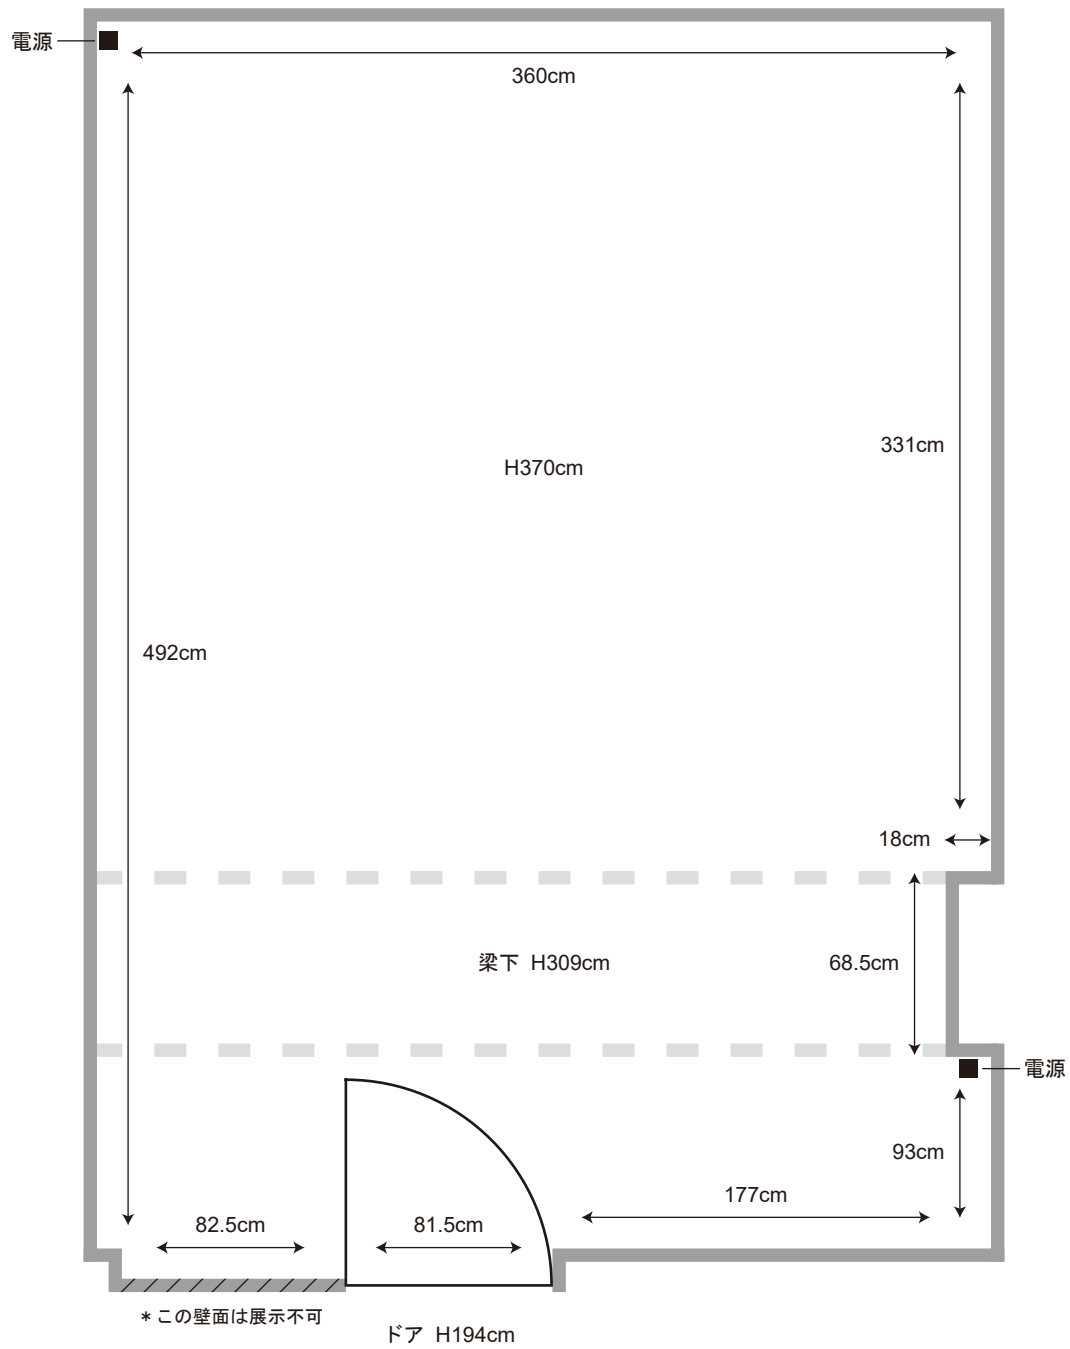 電源
360cm
331cm
H370cm
492cm
18cm
梁下 H309cm
68.5cm
電源
93cm
177cm
82.5cm
81.5cm
＊この壁面は展示不可
ドア H194cm